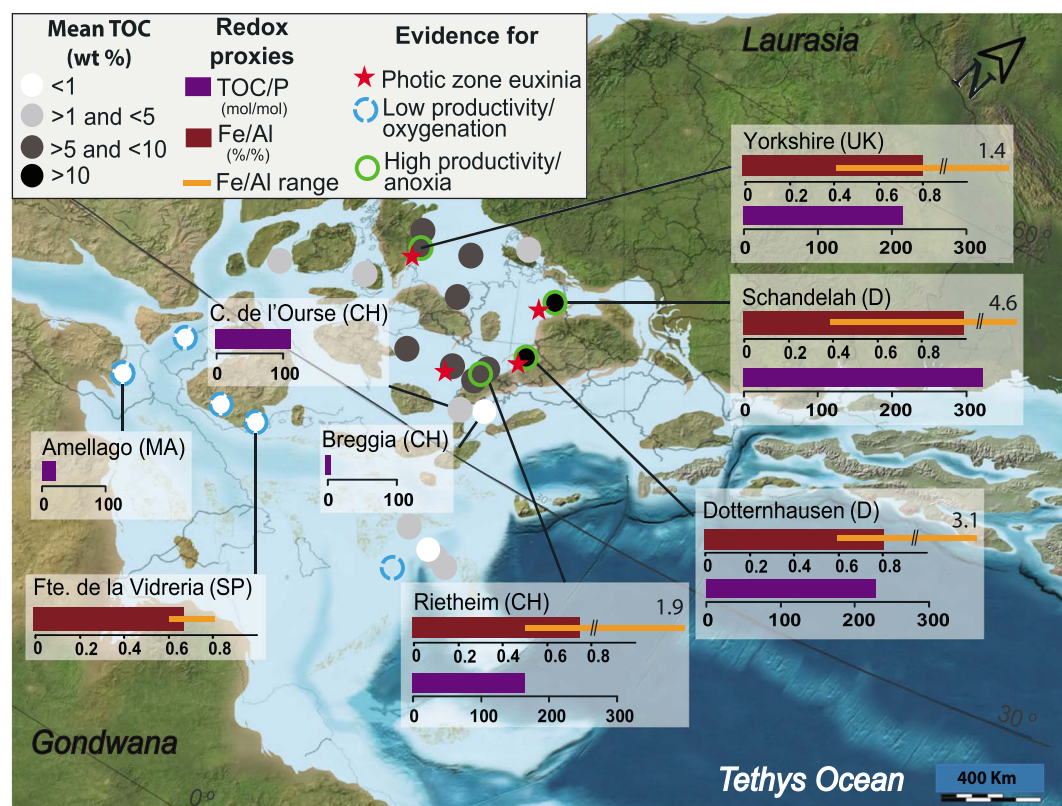 Mean TOC
(wt %)
<1
>1 and <5
>5 and <10
>10
Redox
proxies
TOC/P
(mol/mol)
Fe/Al
(%/%)
Fe/Al range
Evidence for
Photic zone euxinia
Low productivity/
oxygenation
High productivity/
anoxia
Laurasia
N
Yorkshire (UK)
1.4
//
0 0.2 0.4 0.6 0.8
0 100 200 300
60°
Schandelah (D)
4.6
//
0 0.2 0.4 0.6 0.8
0 100 200 300
C. de l'Ourse (CH)
0 100
Amellago (MA)
0 100
Breggia (CH)
0 100
Dotternhausen (D)
3.1
//
0 0.2 0.4 0.6 0.8
0 100 200 300
Fte. de la Vidreria (SP)
0 0.2 0.4 0.6 0.8
Rietheim (CH)
1.9
//
0 0.2 0.4 0.6 0.8
0 100 200 300
30°
Gondwana
Tethys Ocean
400 Km
0°